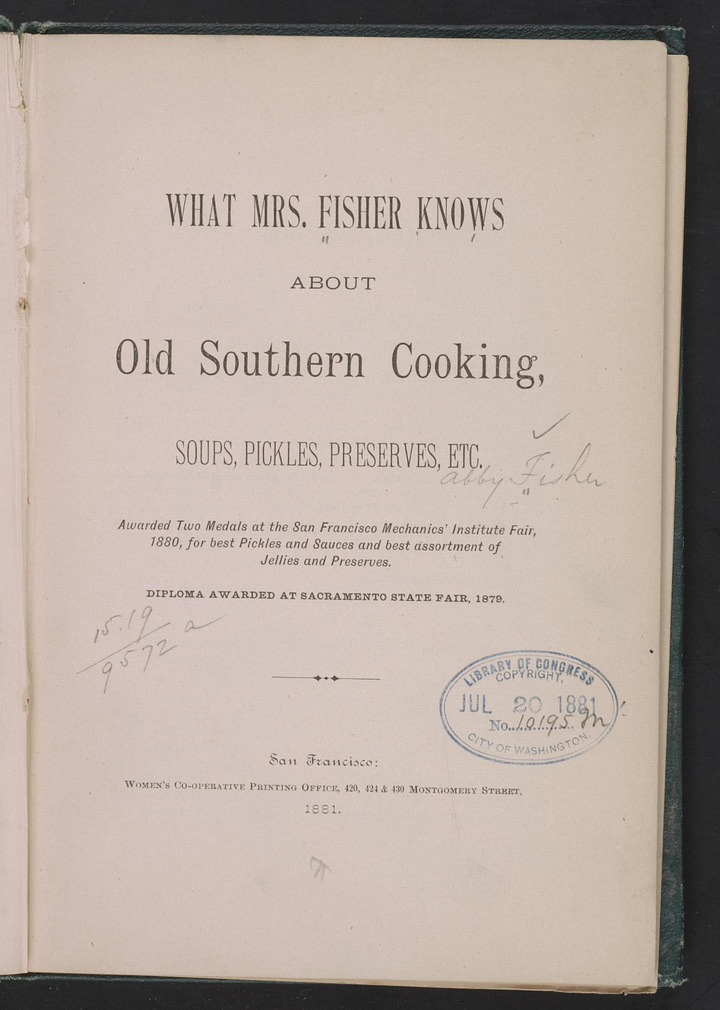 WHAT MRS. FISHER KNOWS
ABOUT
Old Southern Cooking,
SOUPS, PICKLES, PRESERVES, ETC.
abby Fisher
Awarded Two Medals at the San Francisco Mechanics' Institute Fair,
1880, for best Pickles and Sauces and best assortment of
Jellies and Preserves.
DIPLOMA AWARDED AT SACRAMENTO STATE FAIR, 1879.
15.19
9572 a
LIBRARY OF CONGRESS
COPYRIGHT,
JUL 20 1881
No. 10195 M
CITY OF WASHINGTON.
San Francisco:
WOMEN'S CO-OPERATIVE PRINTING OFFICE, 420, 424 & 430 MONTGOMERY STREET,
1881.